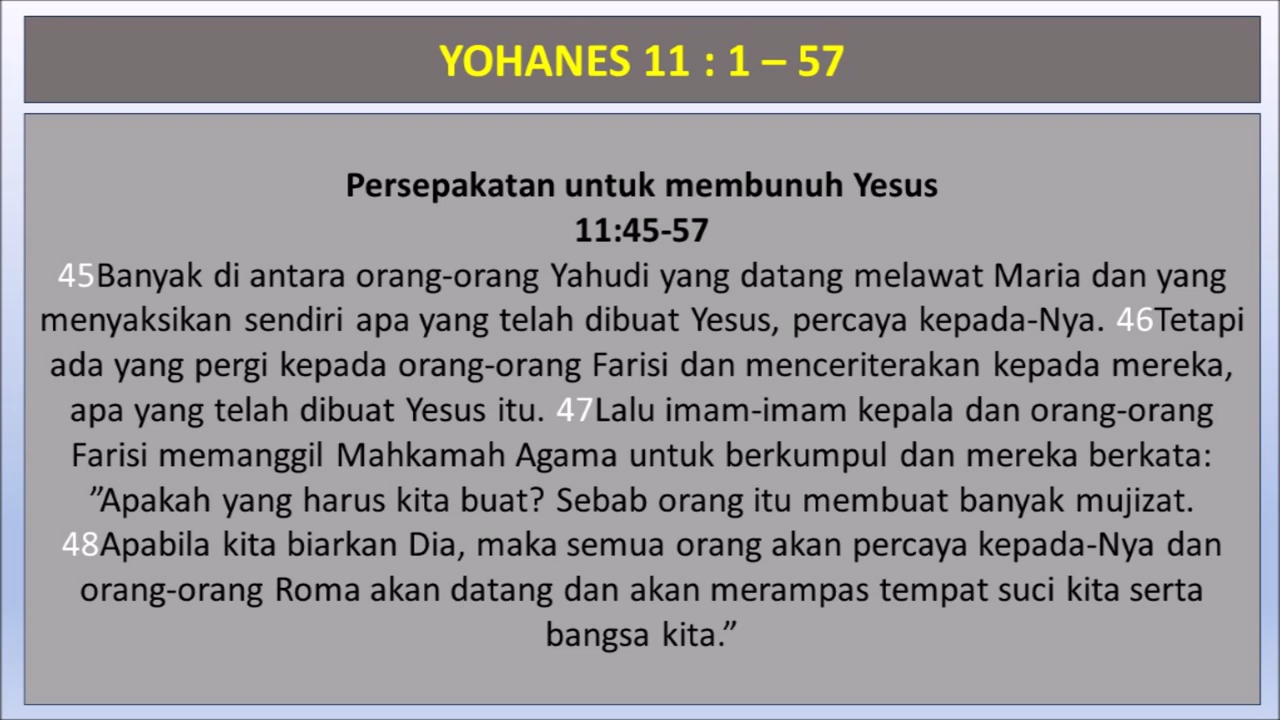 YOHANES 11 : 1 – 57
Persepakatan untuk membunuh Yesus
11:45-57
45Banyak di antara orang-orang Yahudi yang datang melawat Maria dan yang
menyaksikan sendiri apa yang telah dibuat Yesus, percaya kepada-Nya. 46Tetapi
ada yang pergi kepada orang-orang Farisi dan menceriterakan kepada mereka,
apa yang telah dibuat Yesus itu. 47Lalu imam-imam kepala dan orang-orang
Farisi memanggil Mahkamah Agama untuk berkumpul dan mereka berkata:
”Apakah yang harus kita buat? Sebab orang itu membuat banyak mujizat.
48Apabila kita biarkan Dia, maka semua orang akan percaya kepada-Nya dan
orang-orang Roma akan datang dan akan merampas tempat suci kita serta
bangsa kita.”